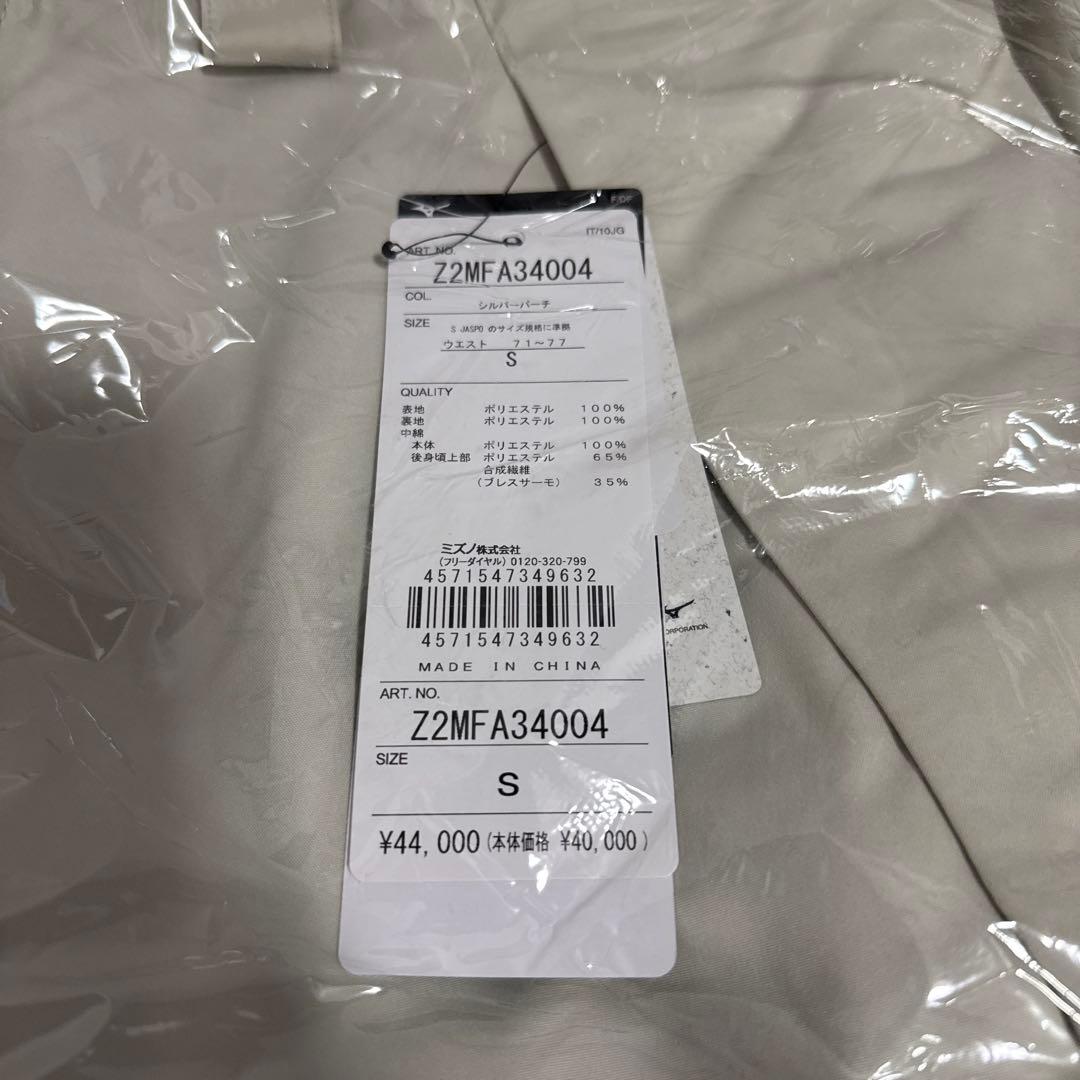 IT/10JG
ART. NO.
Z2MFA34004
COL.
シルバーバーチ
SIZE
S JASPO のサイズ規格に準拠
ウエスト 71〜77
S
QUALITY
表地 ポリエステル 100%
裏地 ポリエステル 100%
中綿
本体 ポリエステル 100%
後身頃上部 ポリエステル 65%
合成繊維
(ブレスサーモ) 35%
ミズノ株式会社
(フリーダイヤル) 0120-320-799
4571547349632
4571547349632
MADE IN CHINA
ORPORATION
ART. NO.
Z2MFA34004
SIZE
S
¥44,000 (本体価格 ¥40,000)